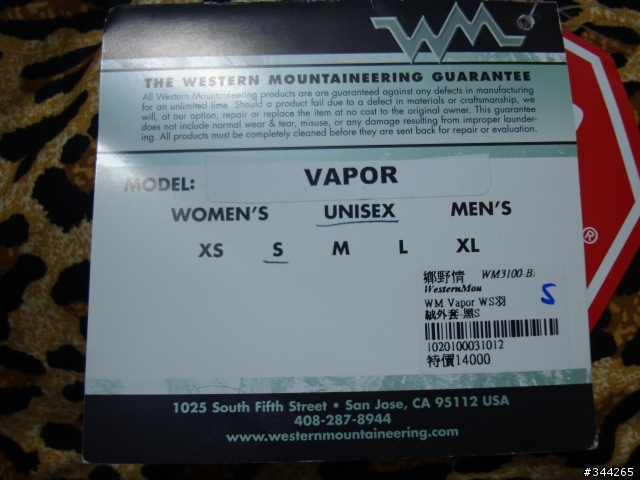 WM
THE WESTERN MOUNTAINEERING GUARANTEE
All Western Mountaineering products are are guaranteed against any defects in manufacturing
for an unlimited time. Should a product fail due to a defect in materials or craftsmanship, we
will, at our option, repair or replace the item at no cost to the original owner. This guarantee
does not include normal wear & tear, misuse, or any damage resulting from improper launder-
ing. All products must be completely cleaned before they are sent back for repair or evaluation.
MODEL: VAPOR
WOMEN'S UNISEX MEN'S
XS S M L XL
鄉野情 WM3100-B
WesternMou
WM Vapor WS羽
絨外套-黑S
S
1020100031012
特價14000
1025 South Fifth Street • San Jose, CA 95112 USA
408-287-8944
www.westernmountaineering.com
®
#344265